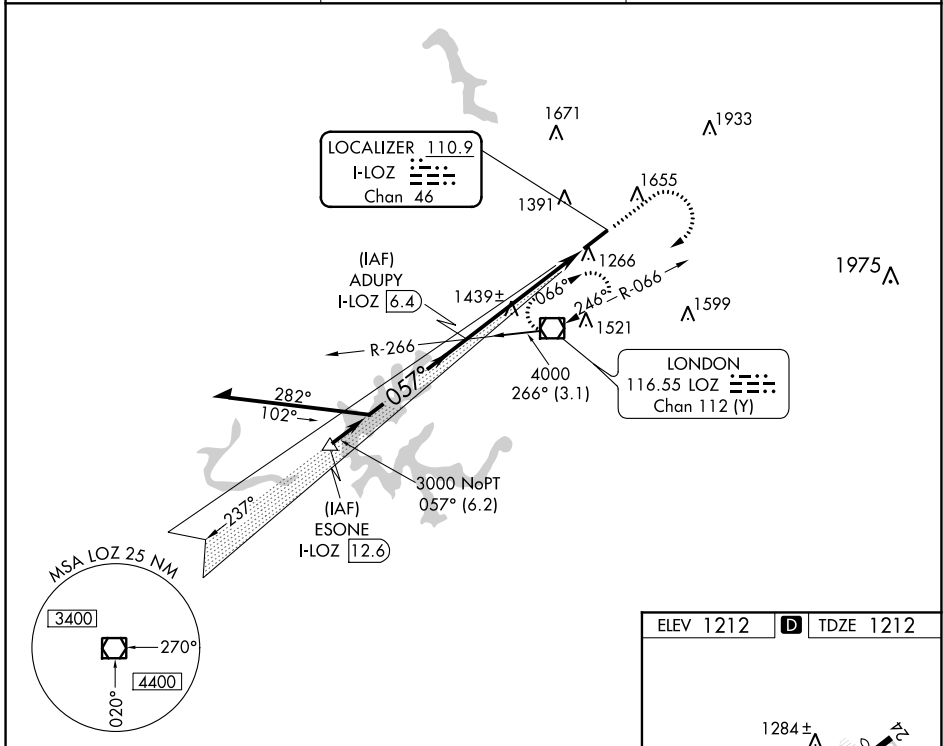 1671
1933
LOCALIZER 110.9
I-LOZ
Chan 46
1655
1391
(IAF)
ADUPY
I-LOZ 6.4
1266
1975
1439±
066°
246°
R-066
1599
1521
R-266
4000
266° (3.1)
LONDON
116.55 LOZ
Chan 112 (Y)
057°
282°
102°
3000 NoPT
057° (6.2)
(IAF)
ESONE
I-LOZ 12.6
237°
MSA LOZ 25 NM
3400
270°
4400
020°
ELEV 1212 D TDZE 1212
1284±
24